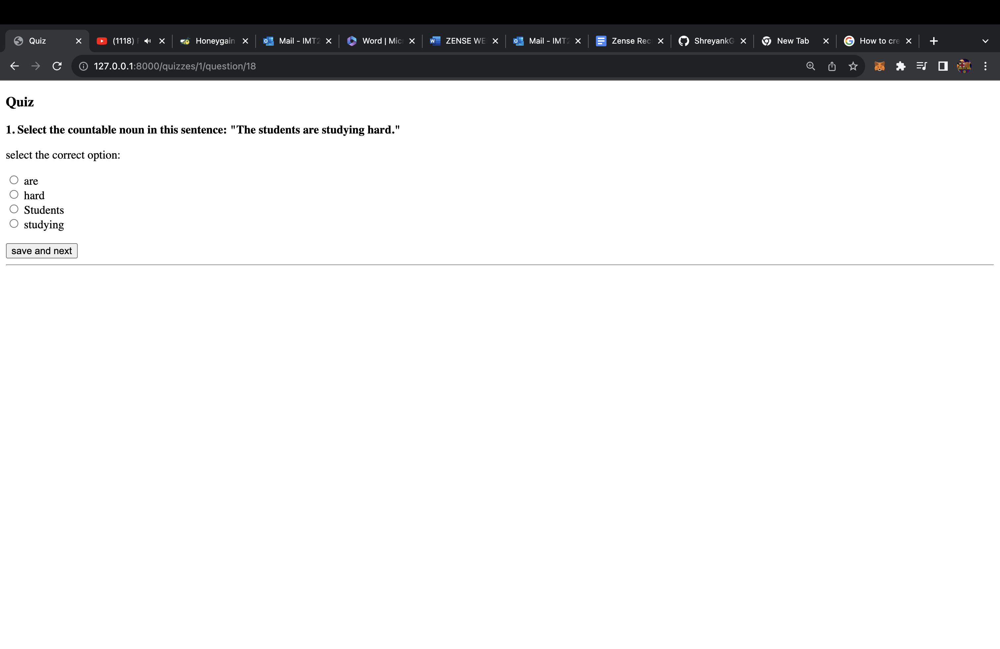 Quiz
(1118)
Honeygain
Mail - IMT2
Word | Micr
ZENSE WE
Mail - IMT2
Zense Rec
ShreyankG
New Tab
How to cre
127.0.0.1:8000/quizzes/1/question/18
Quiz
1. Select the countable noun in this sentence: "The students are studying hard."
select the correct option:
are
hard
Students
studying
save and next